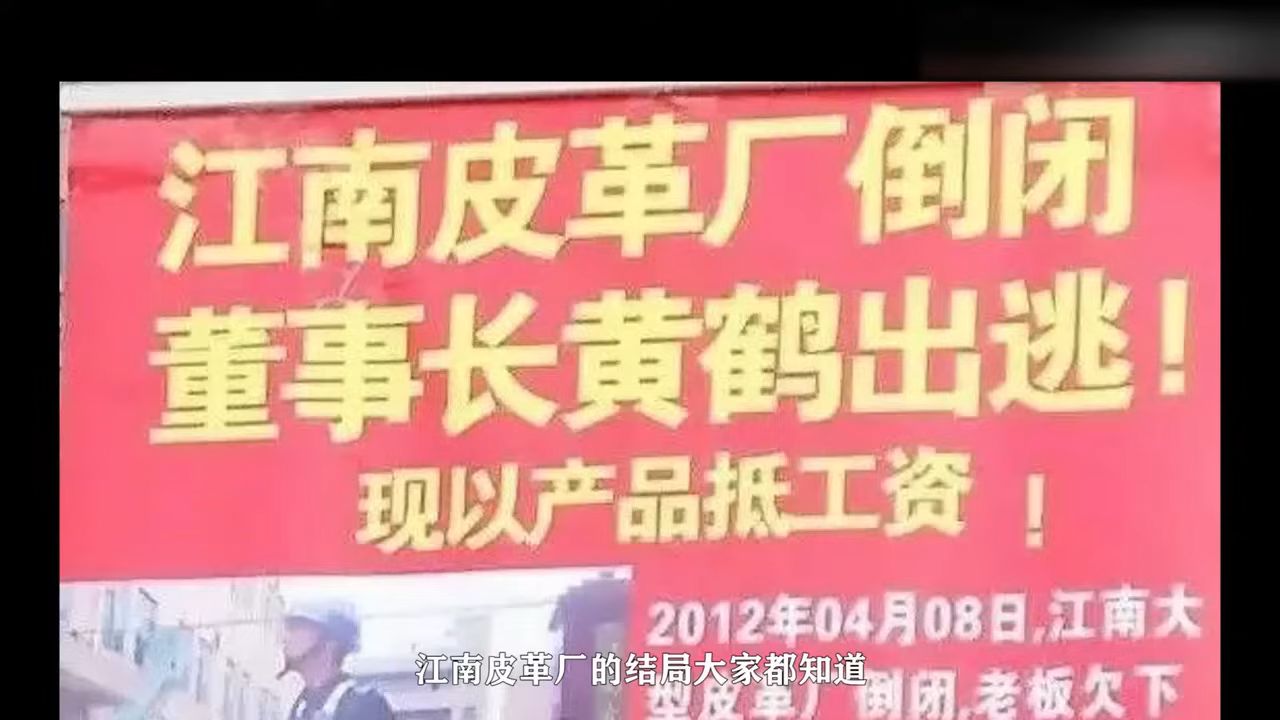 江南皮革厂倒闭
董事长黄鹤出逃！
现以产品抵工资！
2012年04月08日,江南大
型皮革厂倒闭,老板欠下
江南皮革厂的结局大家都知道